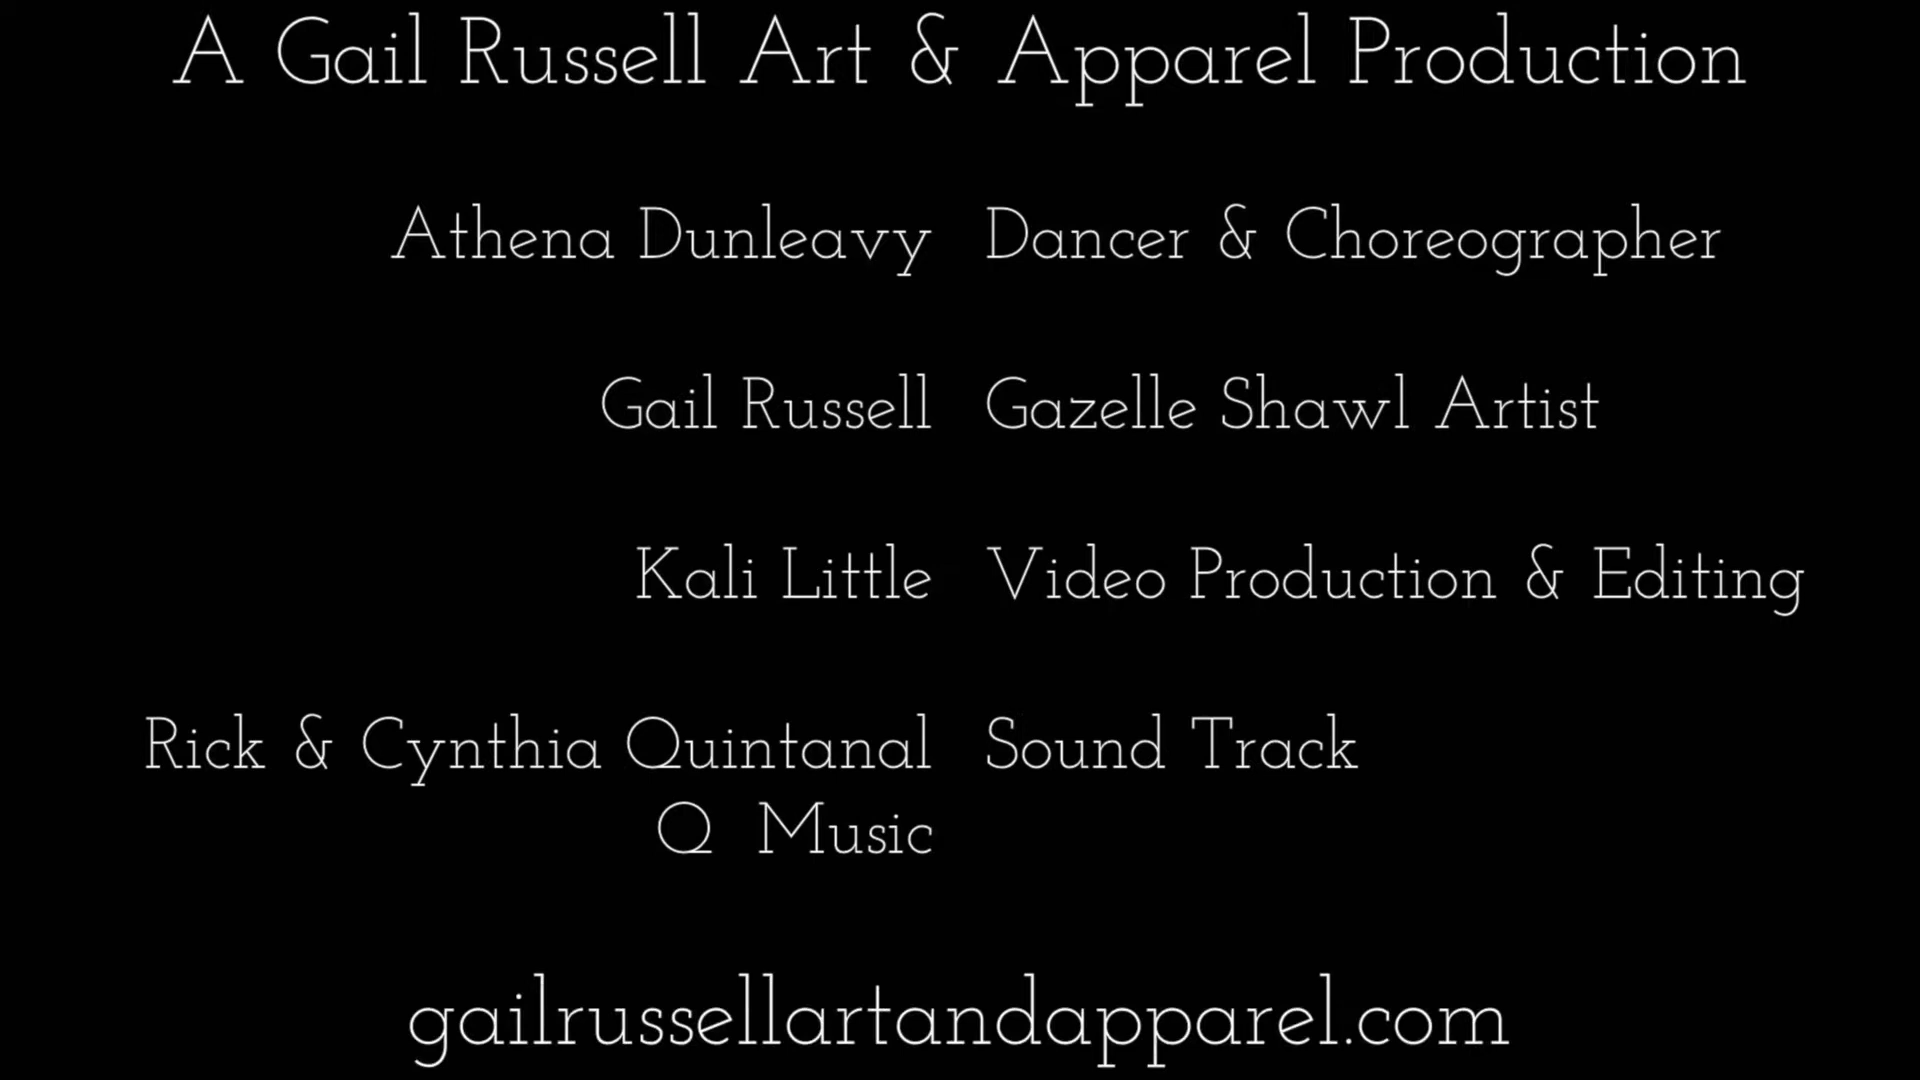 A Gail Russell Art & Apparel Production
Athena Dunleavy Dancer & Choreographer
Gail Russell Gazelle Shawl Artist
Kali Little Video Production & Editing
Rick & Cynthia Quintanal Sound Track
Q Music
gailrussellartandapparel.com